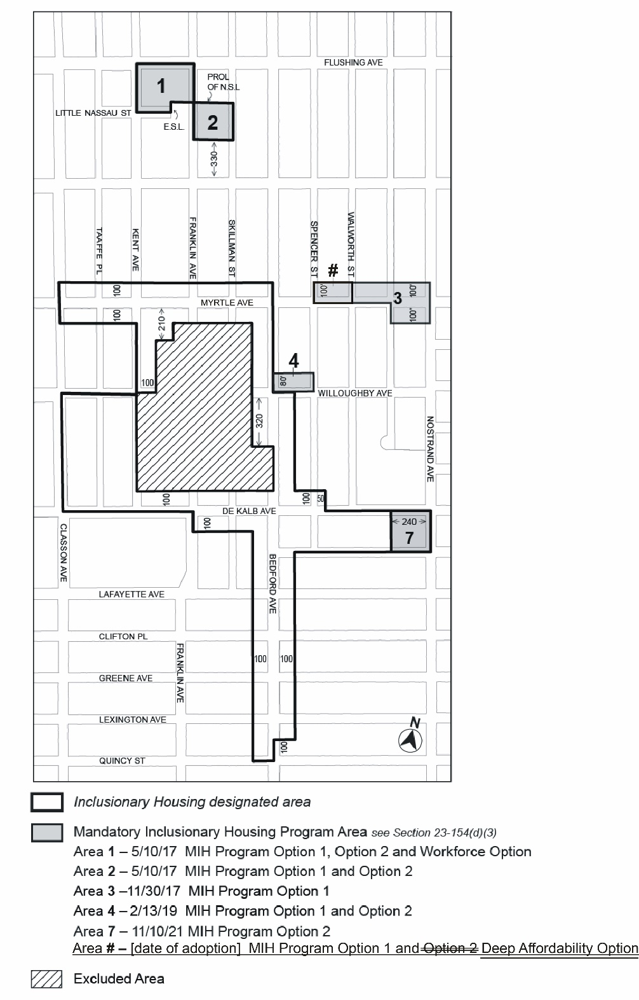 FLUSHING AVE
1
PROL
OF N.S.L
LITTLE NASSAU ST
2
E.S.L.
330
TAAFFE PL
KENT AVE
FRANKLIN AVE
SKILLMAN ST
SPENCER ST
WALWORTH ST
#
100
100'
3
100'
MYRTLE AVE
100
210
100'
4
100
80'
WILLOUGHBY AVE
320
NOSTRAND AVE
100
100
50
DE KALB AVE
100
240
7
CLASSON AVE
BEDFORD AVE
LAFAYETTE AVE
CLIFTON PL
FRANKLIN AVE
100
100
GREENE AVE
LEXINGTON AVE
N
100
QUINCY ST
Inclusionary Housing designated area
Mandatory Inclusionary Housing Program Area see Section 23-154(d)(3)
Area 1 – 5/10/17 MIH Program Option 1, Option 2 and Workforce Option
Area 2 – 5/10/17 MIH Program Option 1 and Option 2
Area 3 –11/30/17 MIH Program Option 1
Area 4 – 2/13/19 MIH Program Option 1 and Option 2
Area 7 – 11/10/21 MIH Program Option 2
Area # – [date of adoption] MIH Program Option 1 and Option 2 Deep Affordability Option
Excluded Area